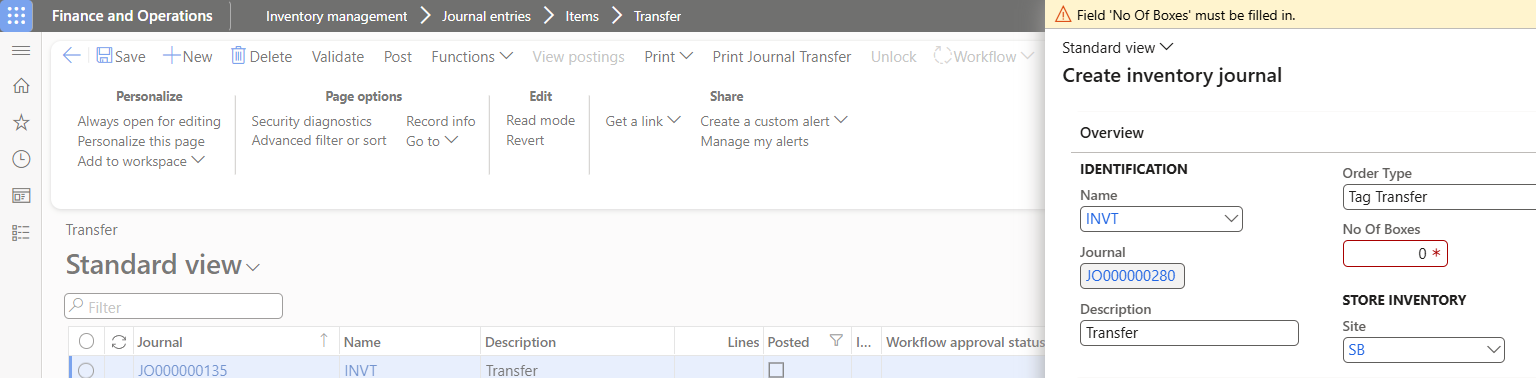 Finance and Operations
Inventory management
Journal entries
Items
Transfer
Save
New
Delete
Validate
Post
Functions
View postings
Print
Print Journal Transfer
Unlock
Workflow
Personalize
Always open for editing
Personalize this page
Add to workspace
Page options
Security diagnostics
Advanced filter or sort
Record info
Go to
Edit
Read mode
Revert
Share
Get a link
Create a custom alert
Manage my alerts
Transfer
Standard view
Filter
Journal
Name
Description
Lines
Posted
I...
Workflow approval status
JO000000135
INVT
Transfer
Field 'No Of Boxes' must be filled in.
Standard view
Create inventory journal
Overview
IDENTIFICATION
Name
INVT
Journal
JO000000280
Description
Transfer
Order Type
Tag Transfer
No Of Boxes
0 *
STORE INVENTORY
Site
SB